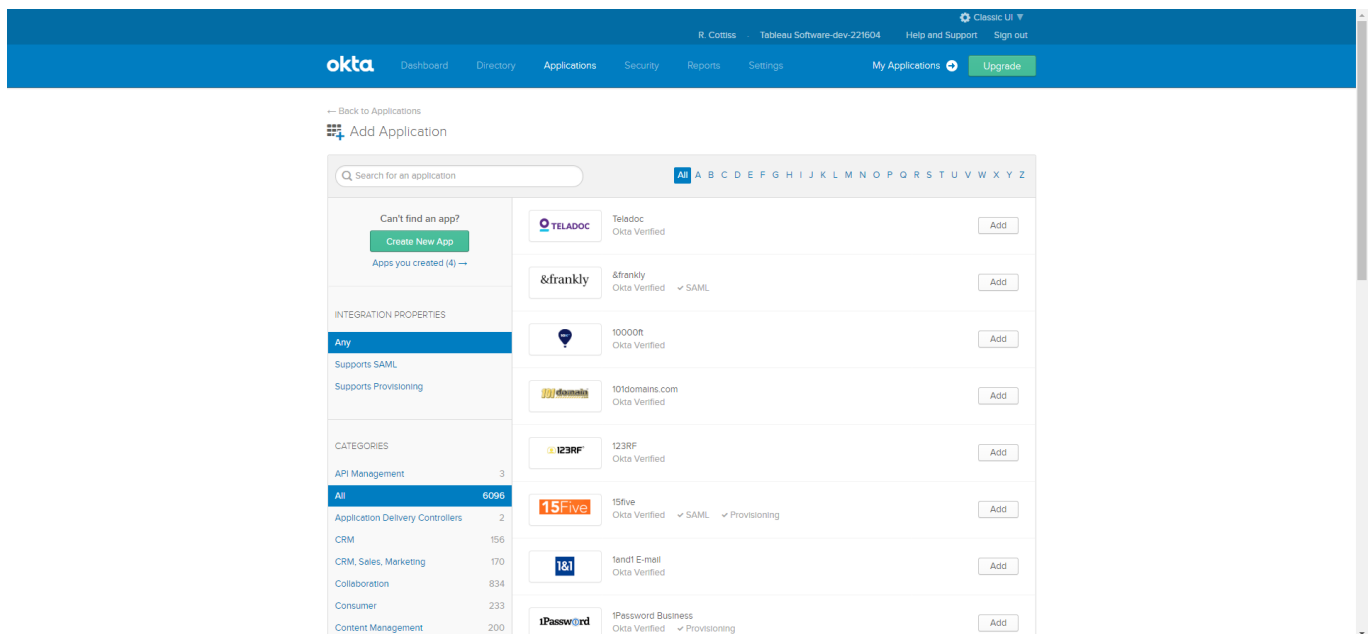 Classic UI ▼
R. Cottiss Tableau Software-dev-221604 Help and Support Sign out
okta Dashboard Directory Applications Security Reports Settings My Applications Upgrade
← Back to Applications
Add Application
Search for an application
All A B C D E F G H I J K L M N O P Q R S T U V W X Y Z
Can't find an app?
Create New App
Apps you created (4) →
INTEGRATION PROPERTIES
Any
Supports SAML
Supports Provisioning
CATEGORIES
API Management 3
All 6096
Application Delivery Controllers 2
CRM 156
CRM, Sales, Marketing 170
Collaboration 834
Consumer 233
Content Management 200
TELADOC Teladoc Add
Okta Verified
&frankly &frankly Add
Okta Verified ✓ SAML
10000ft Add
Okta Verified
101domain 101domains.com Add
Okta Verified
123RF 123RF Add
Okta Verified
15Five 15five Add
Okta Verified ✓ SAML ✓ Provisioning
1&1 1and1 E-mail Add
Okta Verified
1Password 1Password Business Add
Okta Verified ✓ Provisioning